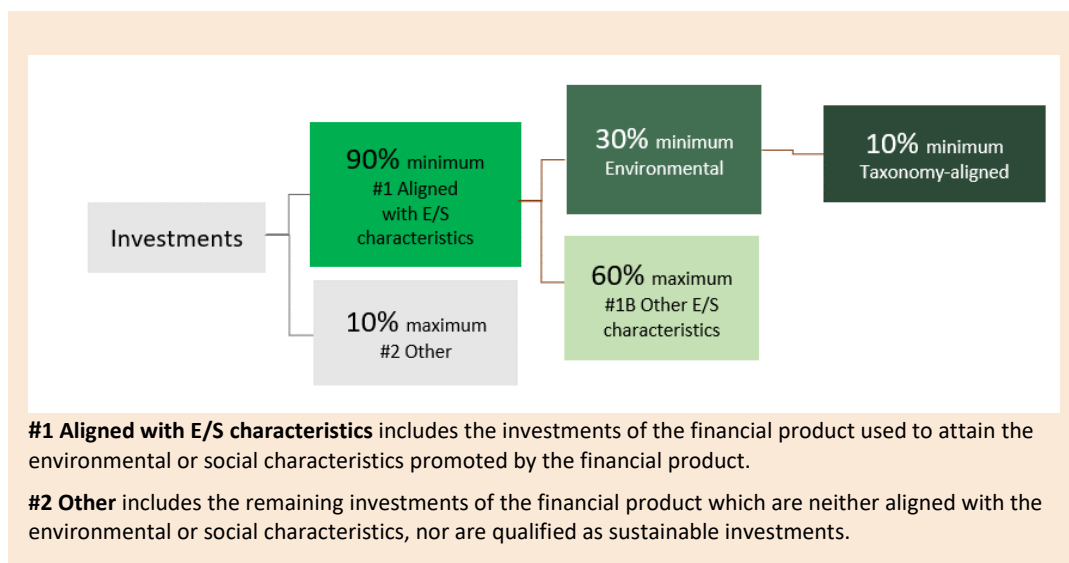 Investments
90% minimum
#1 Aligned
with E/S
characteristics
10% maximum
#2 Other
30% minimum
Environmental
60% maximum
#1B Other E/S
characteristics
10% minimum
Taxonomy-aligned
#1 Aligned with E/S characteristics includes the investments of the financial product used to attain the
environmental or social characteristics promoted by the financial product.
#2 Other includes the remaining investments of the financial product which are neither aligned with the
environmental or social characteristics, nor are qualified as sustainable investments.